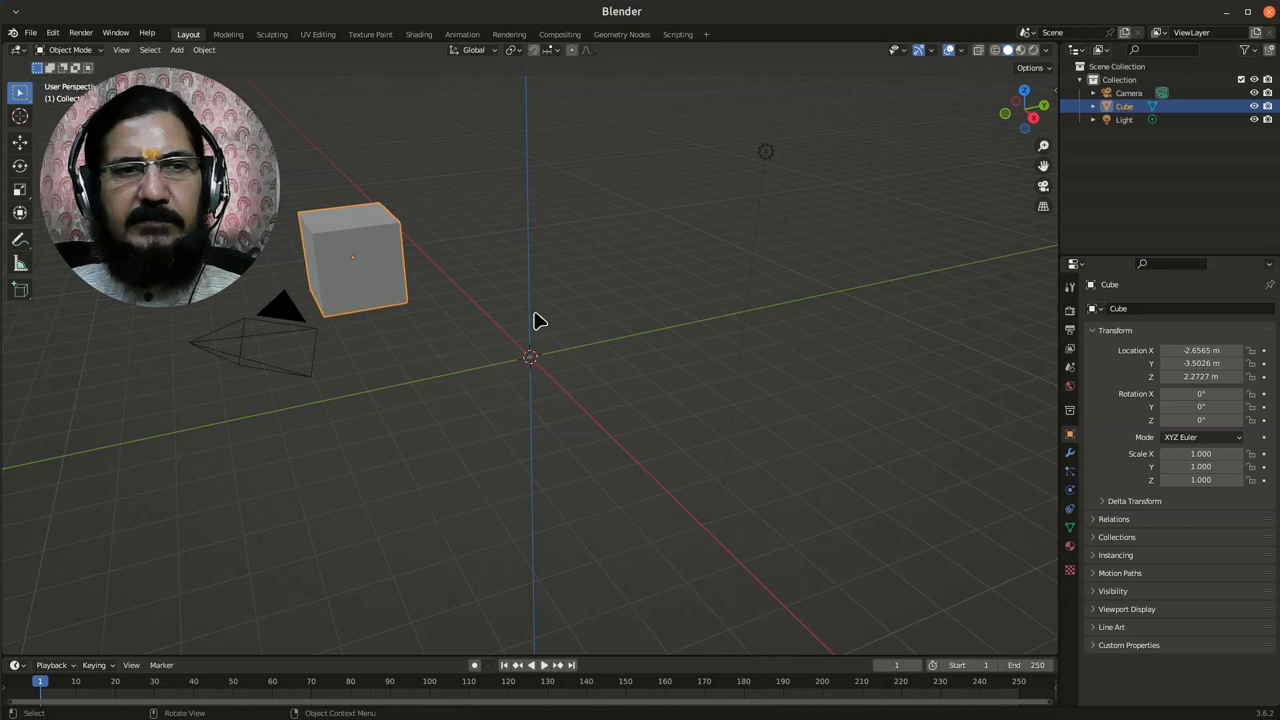 Blender
File Edit Render Window Help Layout Modeling Sculpting UV Editing Texture Paint Shading Animation Rendering Compositing Geometry Nodes Scripting + Scene ViewLayer
Object Mode View Select Add Object Global
Options
User Perspe
(1) Collect
Z
Y
X
Scene Collection
Collection
Camera
Cube
Light
Cube
Cube
Transform
Location X -2.6565 m
Y -3.5026 m
Z 2.2727 m
Rotation X 0°
Y 0°
Z 0°
Mode XYZ Euler
Scale X 1.000
Y 1.000
Z 1.000
Delta Transform
Relations
Collections
Instancing
Motion Paths
Visibility
Viewport Display
Line Art
Custom Properties
Playback Keying View Marker 1 Start 1 End 250
1 10 20 30 40 50 60 70 80 90 100 110 120 130 140 150 160 170 180 190 200 210 220 230 240 250
Select Rotate View Object Context Menu 3.6.2